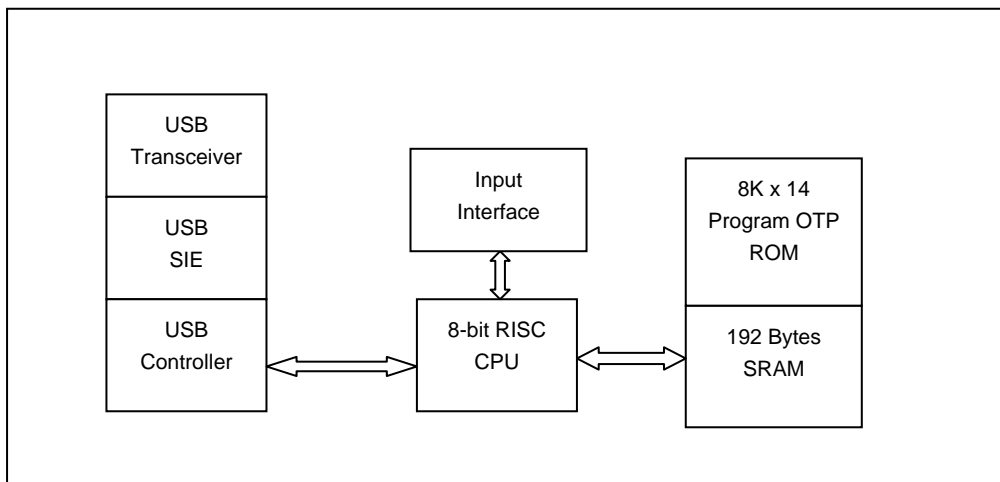 USB
Transceiver
USB
SIE
USB
Controller
Input
Interface
8-bit RISC
CPU
8K x 14
Program OTP
ROM
192 Bytes
SRAM